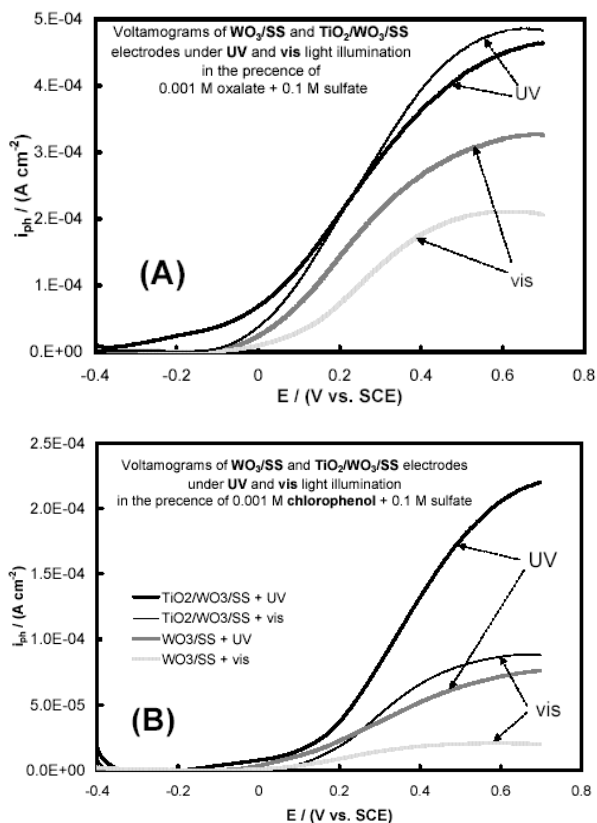 Voltamograms of WO3/SS and TiO2/WO3/SS
electrodes under UV and vis light illumination
in the precence of
0.001 M oxalate + 0.1 M sulfate
5.E-04
4.E-04
3.E-04
2.E-04
1.E-04
0.E+00
iph / (A cm-2)
UV
vis
(A)
-0.4
-0.2
0
0.2
0.4
0.6
0.8
E / (V vs. SCE)
Voltamograms of WO3/SS and TiO2/WO3/SS electrodes
under UV and vis light illumination
in the precence of 0.001 M chlorophenol + 0.1 M sulfate
2.5E-04
2.0E-04
1.5E-04
1.0E-04
5.0E-05
0.0E+00
iph / (A cm-2)
TiO2/WO3/SS + UV
TiO2/WO3/SS + vis
WO3/SS + UV
WO3/SS + vis
UV
vis
(B)
-0.4
-0.2
0
0.2
0.4
0.6
0.8
E / (V vs. SCE)